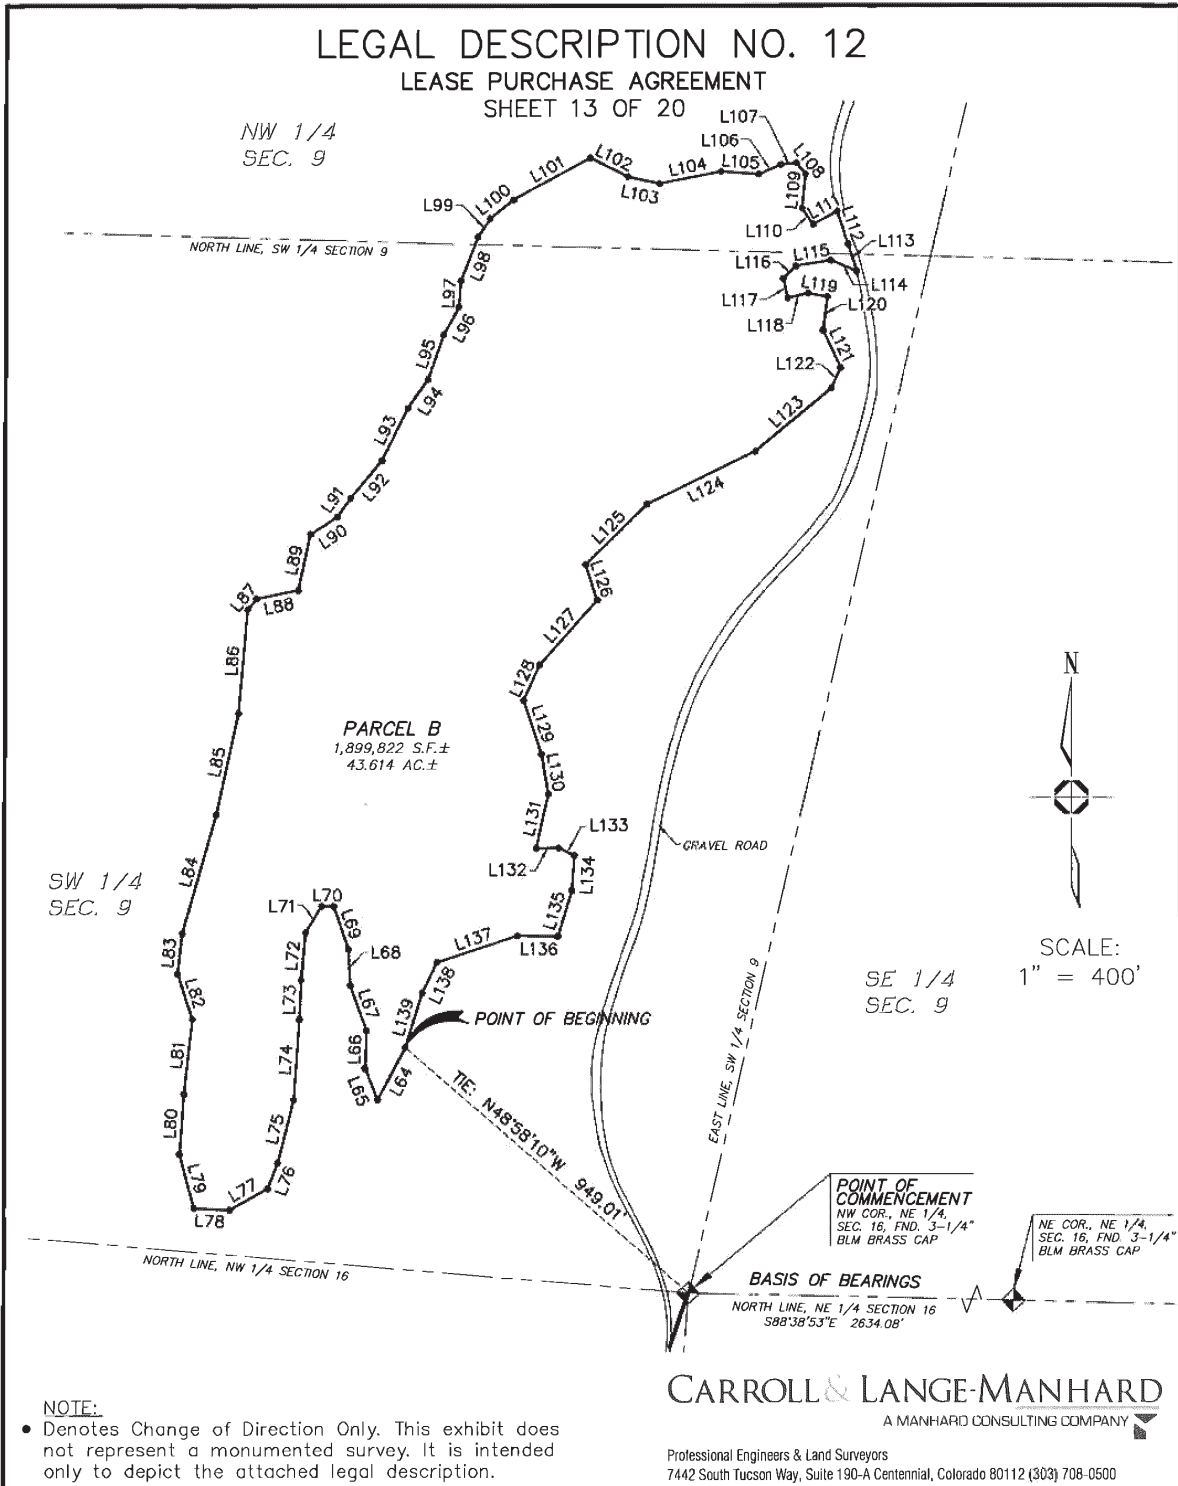 LEGAL DESCRIPTION NO. 12
LEASE PURCHASE AGREEMENT
SHEET 13 OF 20
NW 1/4
SEC. 9
L107
L106
L108
L105
L104
L102
L103
L101
L100
L99
L109
L111
L110
L112
L113
NORTH LINE, SW 1/4 SECTION 9
L98
L116
L115
L114
L117
L119
L120
L118
L97
L96
L121
L122
L95
L94
L123
L93
L92
L124
L91
L90
L125
L89
L126
L87
L88
L127
L86
L128
N
PARCEL B
1,899,822 S.F.±
43.614 AC.±
L129
L130
L85
L131
L133
L132
L134
GRAVEL ROAD
SW 1/4
SEC. 9
L84
L71
L70
L69
L135
L137
L136
L72
L68
L83
L138
SCALE:
1" = 400'
SE 1/4
SEC. 9
L82
L73
L67
L139
POINT OF BEGINNING
EAST LINE, SW 1/4 SECTION 9
L81
L74
L66
L65
L64
TIE: N48°58'10"W 949.01'
L80
L75
L76
L79
L77
L78
POINT OF
COMMENCEMENT
NW COR., NE 1/4,
SEC. 16, FND. 3-1/4"
BLM BRASS CAP
NE COR., NE 1/4,
SEC. 16, FND. 3-1/4"
BLM BRASS CAP
NORTH LINE, NW 1/4 SECTION 16
BASIS OF BEARINGS
NORTH LINE, NE 1/4 SECTION 16
S88°38'53"E 2634.08'
CARROLL & LANGE-MANHARD
A MANHARD CONSULTING COMPANY
NOTE:
● Denotes Change of Direction Only. This exhibit does
not represent a monumented survey. It is intended
only to depict the attached legal description.
Professional Engineers & Land Surveyors
7442 South Tucson Way, Suite 190-A Centennial, Colorado 80112 (303) 708-0500